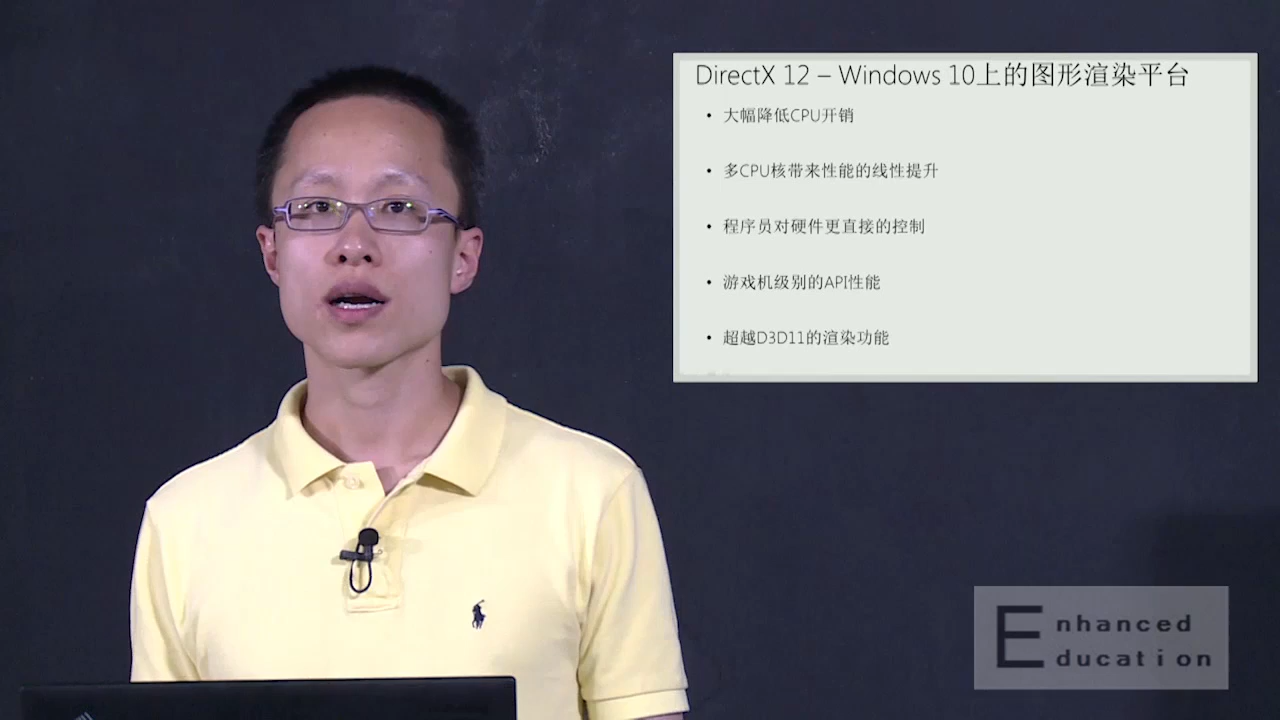 DirectX 12 – Windows 10上的图形渲染平台
• 大幅降低CPU开销
• 多CPU核带来性能的线性提升
• 程序员对硬件更直接的控制
• 游戏机级别的API性能
• 超越D3D11的渲染功能
Enhanced
Education